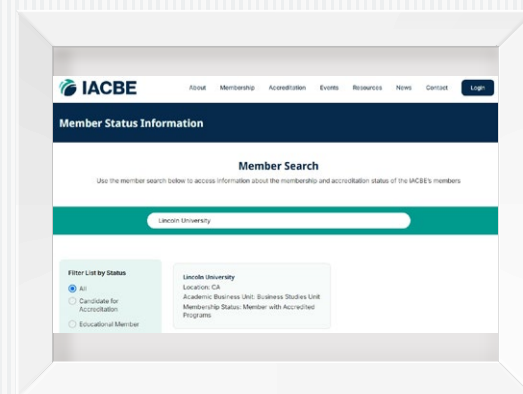 IACBE
About Membership Accreditation Events Resources News Contact Login
Member Status Information
Member Search
Use the member search below to access information about the membership and accreditation status of the IACBE's members
Lincoln University
Filter List by Status
All
Candidate for
Accreditation
Educational Member
Lincoln University
Location: CA
Academic Business Unit: Business Studies Unit
Membership Status: Member with Accredited
Programs